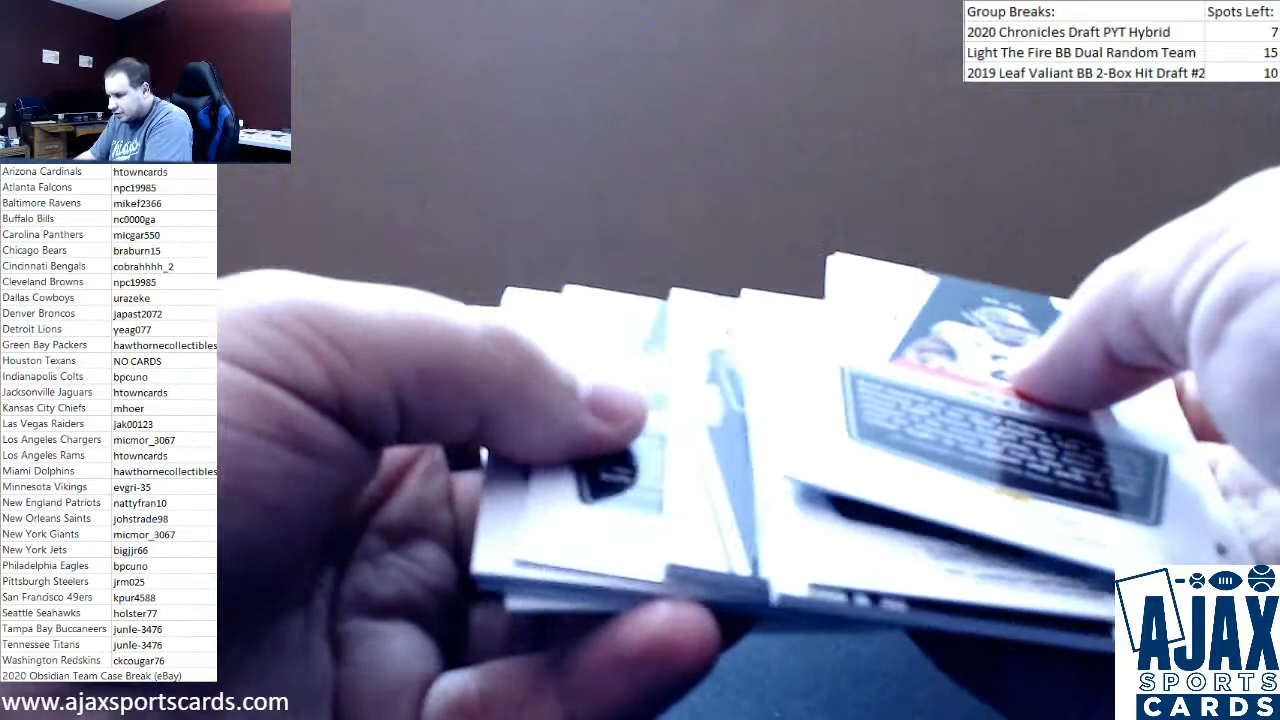 Group Breaks: Spots Left:
2020 Chronicles Draft PYT Hybrid 7
Light The Fire BB Dual Random Team 15
2019 Leaf Valiant BB 2-Box Hit Draft #2 10
Arizona Cardinals htowncards
Atlanta Falcons npc19985
Baltimore Ravens mikef2366
Buffalo Bills nc0000ga
Carolina Panthers micgar550
Chicago Bears braburn15
Cincinnati Bengals cobrahhhh_2
Cleveland Browns npc19985
Dallas Cowboys urazeke
Denver Broncos japast2072
Detroit Lions yeag077
Green Bay Packers hawthornecollectibles
Houston Texans NO CARDS
Indianapolis Colts bpcuno
Jacksonville Jaguars htowncards
Kansas City Chiefs mhoer
Las Vegas Raiders jak00123
Los Angeles Chargers micmor_3067
Los Angeles Rams htowncards
Miami Dolphins hawthornecollectibles
Minnesota Vikings evgri-35
New England Patriots nattyfran10
New Orleans Saints johstrade98
New York Giants micmor_3067
New York Jets bigjjr66
Philadelphia Eagles bpcuno
Pittsburgh Steelers jrm025
San Francisco 49ers kpur4588
Seattle Seahawks holster77
Tampa Bay Buccaneers junle-3476
Tennessee Titans junle-3476
Washington Redskins ckcougar76
2020 Obsidian Team Case Break (eBay)
www.ajaxsportscards.com
AJAX
SPORTS
CARDS